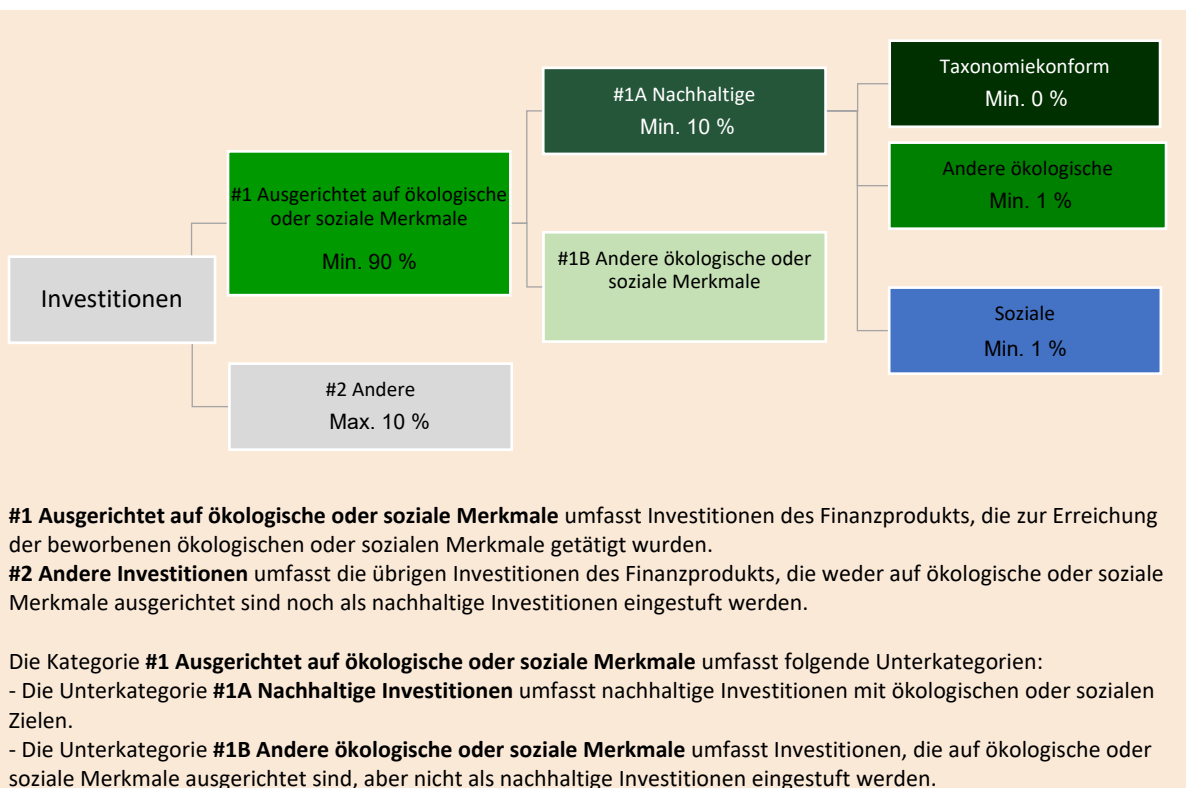 Investitionen
#1 Ausgerichtet auf ökologische
oder soziale Merkmale
Min. 90 %
#2 Andere
Max. 10 %
#1A Nachhaltige
Min. 10 %
#1B Andere ökologische oder
soziale Merkmale
Taxonomiekonform
Min. 0 %
Andere ökologische
Min. 1 %
Soziale
Min. 1 %
#1 Ausgerichtet auf ökologische oder soziale Merkmale umfasst Investitionen des Finanzprodukts, die zur Erreichung
der beworbenen ökologischen oder sozialen Merkmale getätigt wurden.
#2 Andere Investitionen umfasst die übrigen Investitionen des Finanzprodukts, die weder auf ökologische oder soziale
Merkmale ausgerichtet sind noch als nachhaltige Investitionen eingestuft werden.
Die Kategorie #1 Ausgerichtet auf ökologische oder soziale Merkmale umfasst folgende Unterkategorien:
- Die Unterkategorie #1A Nachhaltige Investitionen umfasst nachhaltige Investitionen mit ökologischen oder sozialen
Zielen.
- Die Unterkategorie #1B Andere ökologische oder soziale Merkmale umfasst Investitionen, die auf ökologische oder
soziale Merkmale ausgerichtet sind, aber nicht als nachhaltige Investitionen eingestuft werden.